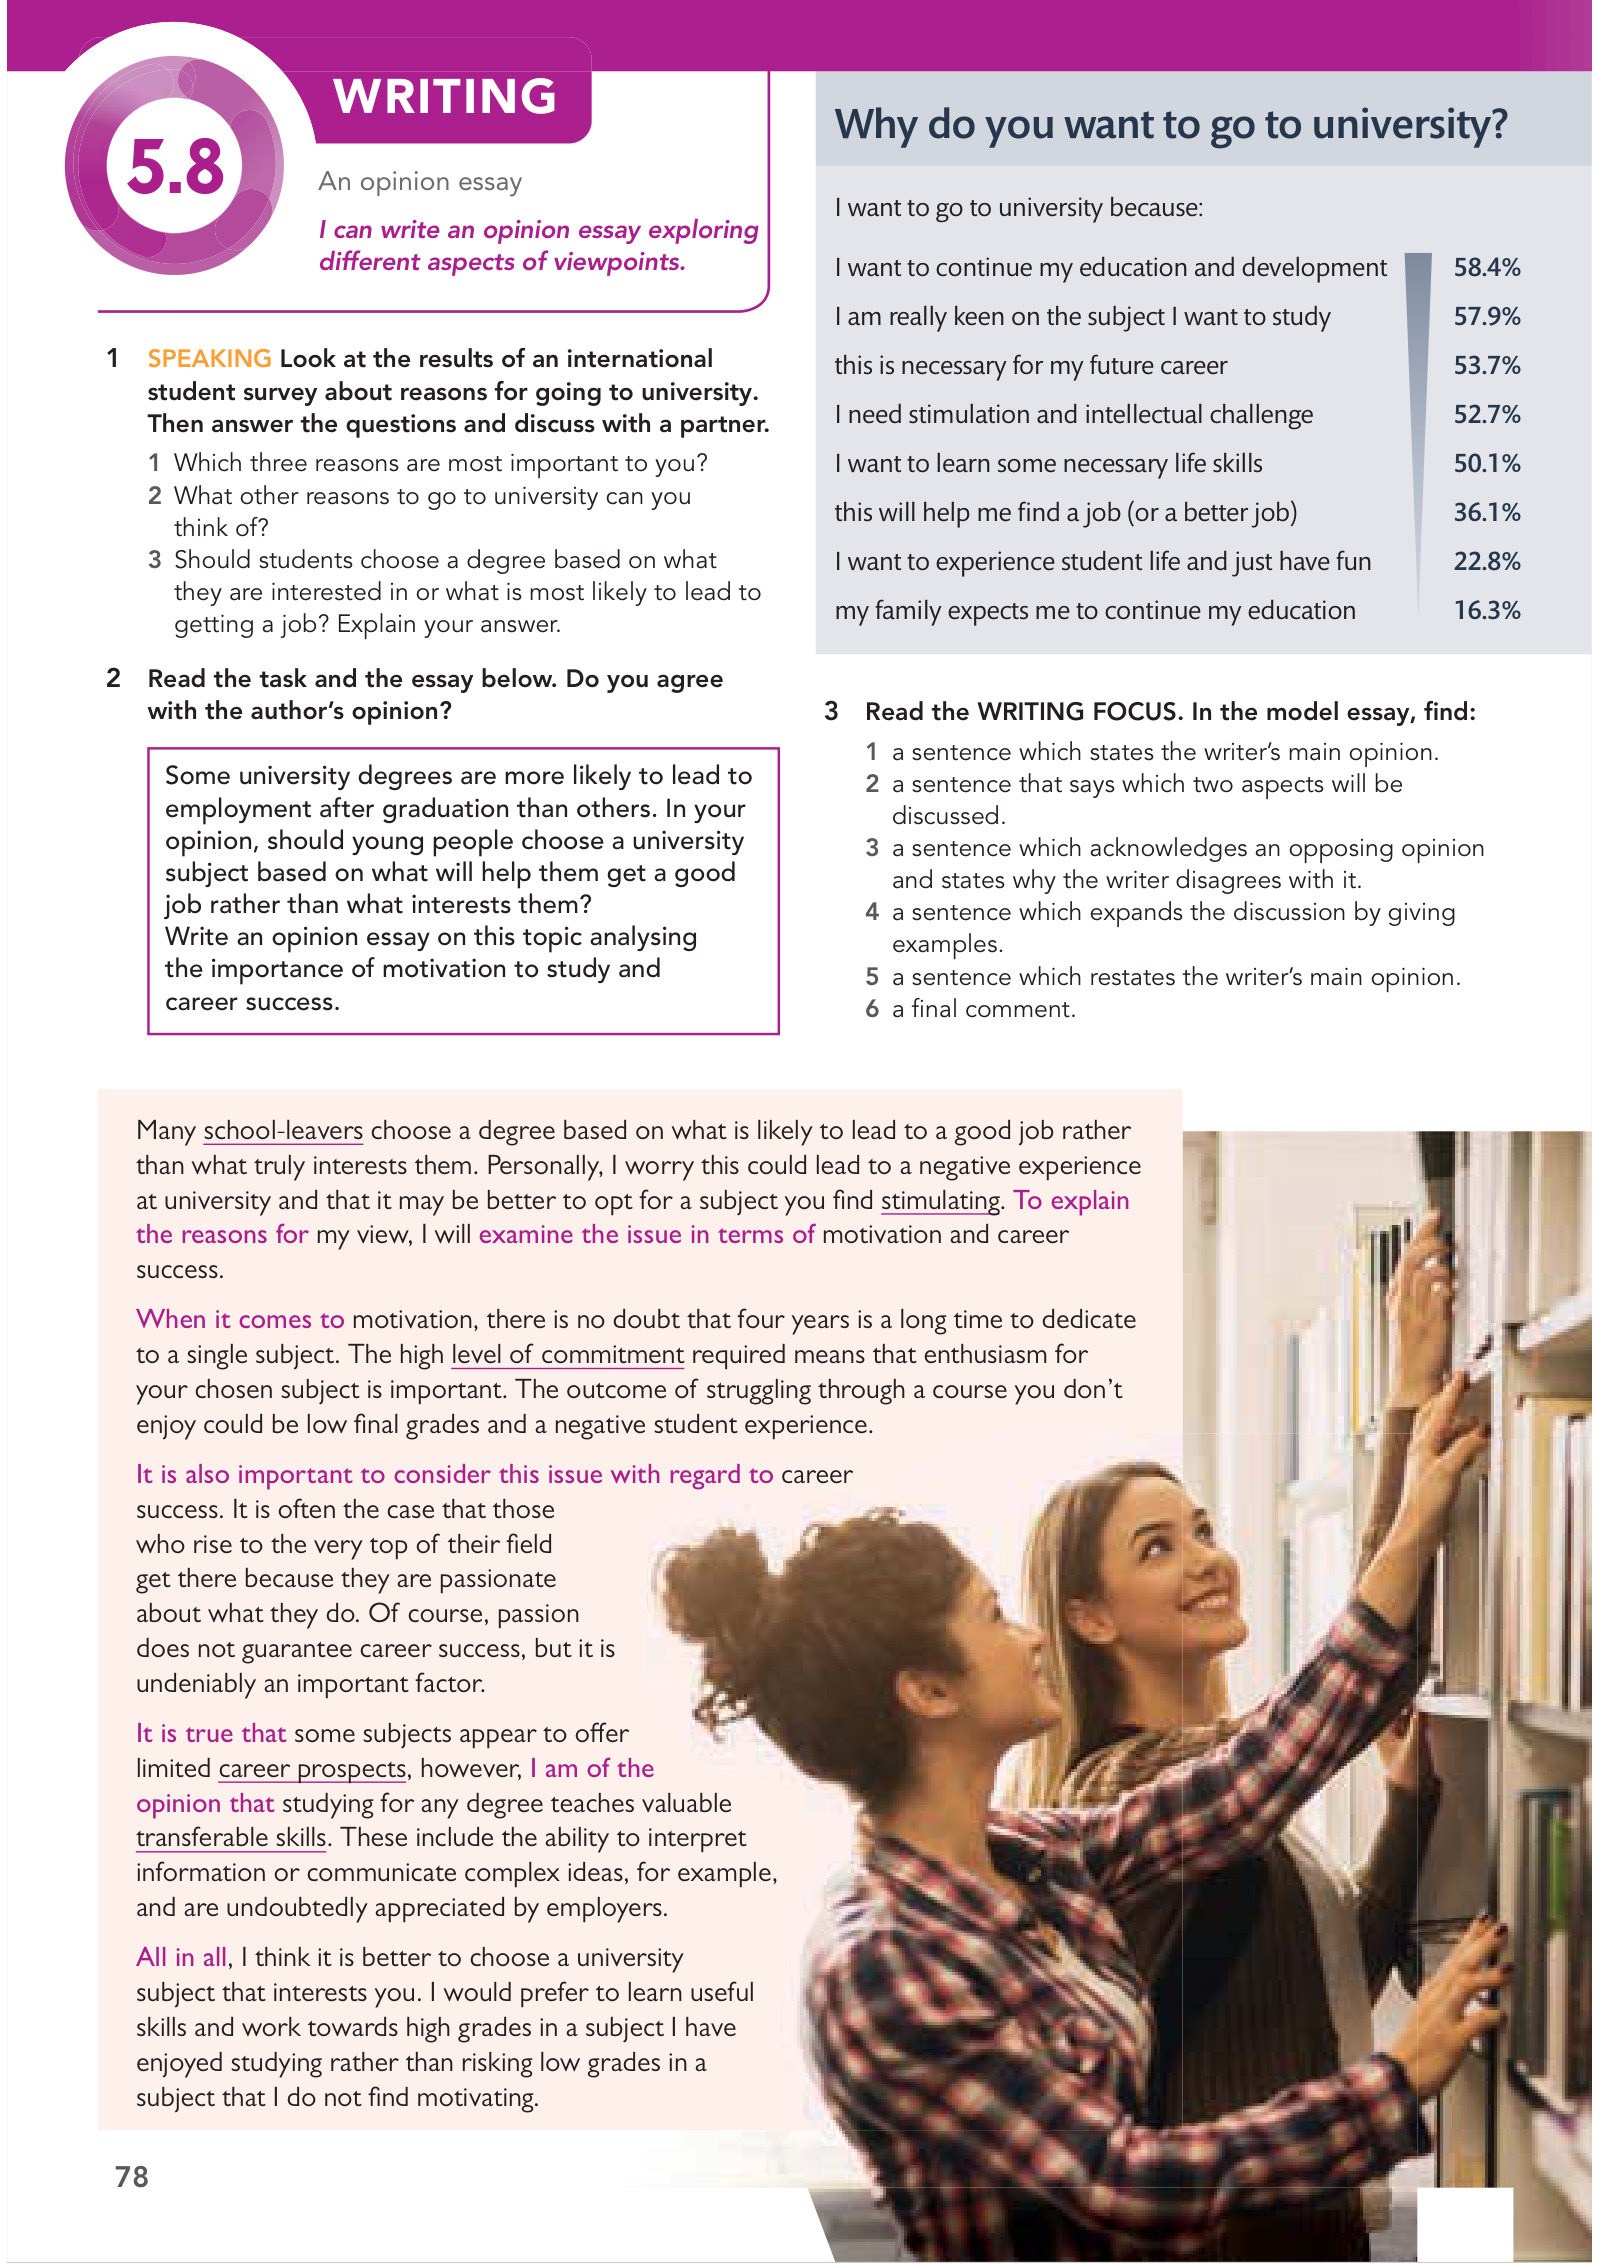 WRITING
5.8
An opinion essay
I can write an opinion essay exploring
different aspects of viewpoints.
1 SPEAKING Look at the results of an international
student survey about reasons for going to university.
Then answer the questions and discuss with a partner.
1 Which three reasons are most important to you?
2 What other reasons to go to university can you
think of?
3 Should students choose a degree based on what
they are interested in or what is most likely to lead to
getting a job? Explain your answer.
2 Read the task and the essay below. Do you agree
with the author's opinion?
Some university degrees are more likely to lead to
employment after graduation than others. In your
opinion, should young people choose a university
subject based on what will help them get a good
job rather than what interests them?
Write an opinion essay on this topic analysing
the importance of motivation to study and
career success.
Why do you want to go to university?
I want to go to university because:
I want to continue my education and development 58.4%
I am really keen on the subject I want to study 57.9%
this is necessary for my future career 53.7%
I need stimulation and intellectual challenge 52.7%
I want to learn some necessary life skills 50.1%
this will help me find a job (or a better job) 36.1%
I want to experience student life and just have fun 22.8%
my family expects me to continue my education 16.3%
3 Read the WRITING FOCUS. In the model essay, find:
1 a sentence which states the writer's main opinion.
2 a sentence that says which two aspects will be
discussed.
3 a sentence which acknowledges an opposing opinion
and states why the writer disagrees with it.
4 a sentence which expands the discussion by giving
examples.
5 a sentence which restates the writer's main opinion.
6 a final comment.
Many school-leavers choose a degree based on what is likely to lead to a good job rather
than what truly interests them. Personally, I worry this could lead to a negative experience
at university and that it may be better to opt for a subject you find stimulating. To explain
the reasons for my view, I will examine the issue in terms of motivation and career
success.
When it comes to motivation, there is no doubt that four years is a long time to dedicate
to a single subject. The high level of commitment required means that enthusiasm for
your chosen subject is important. The outcome of struggling through a course you don't
enjoy could be low final grades and a negative student experience.
It is also important to consider this issue with regard to career
success. It is often the case that those
who rise to the very top of their field
get there because they are passionate
about what they do. Of course, passion
does not guarantee career success, but it is
undeniably an important factor.
It is true that some subjects appear to offer
limited career prospects, however, I am of the
opinion that studying for any degree teaches valuable
transferable skills. These include the ability to interpret
information or communicate complex ideas, for example,
and are undoubtedly appreciated by employers.
All in all, I think it is better to choose a university
subject that interests you. I would prefer to learn useful
skills and work towards high grades in a subject I have
enjoyed studying rather than risking low grades in a
subject that I do not find motivating.
78